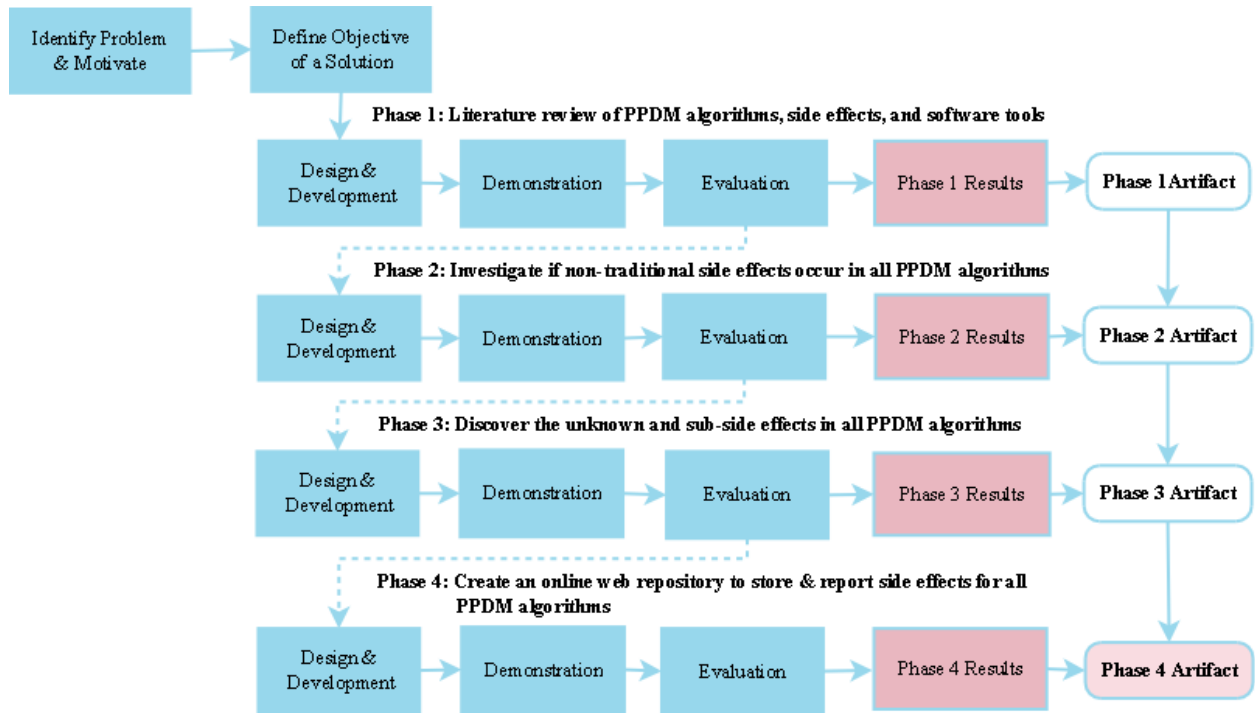 Identify Problem
& Motivate
Define Objective
of a Solution
Phase 1: Literature review of PPDM algorithms, side effects, and software tools
Design &
Development
Demonstration
Evaluation
Phase 1 Results
Phase 1 Artifact
Phase 2: Investigate if non-traditional side effects occur in all PPDM algorithms
Design &
Development
Demonstration
Evaluation
Phase 2 Results
Phase 2 Artifact
Phase 3: Discover the unknown and sub-side effects in all PPDM algorithms
Design &
Development
Demonstration
Evaluation
Phase 3 Results
Phase 3 Artifact
Phase 4: Create an online web repository to store & report side effects for all
PPDM algorithms
Design &
Development
Demonstration
Evaluation
Phase 4 Results
Phase 4 Artifact